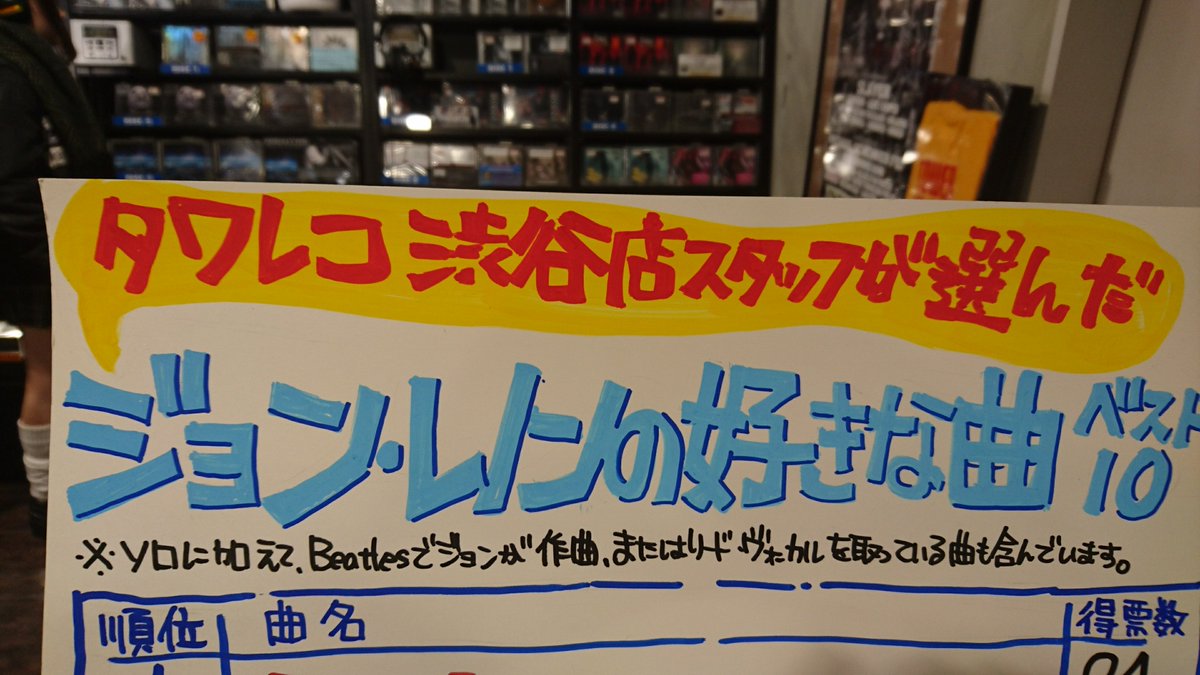 タワレコ 渋谷店スタッフが選んだ
ジョン・レノンの好きな曲 ベスト10
※ソロに加えて、Beatlesでジョンが作曲、またはリード・ヴォーカルを取っている曲も含んでいます。
順位 曲名 得票数